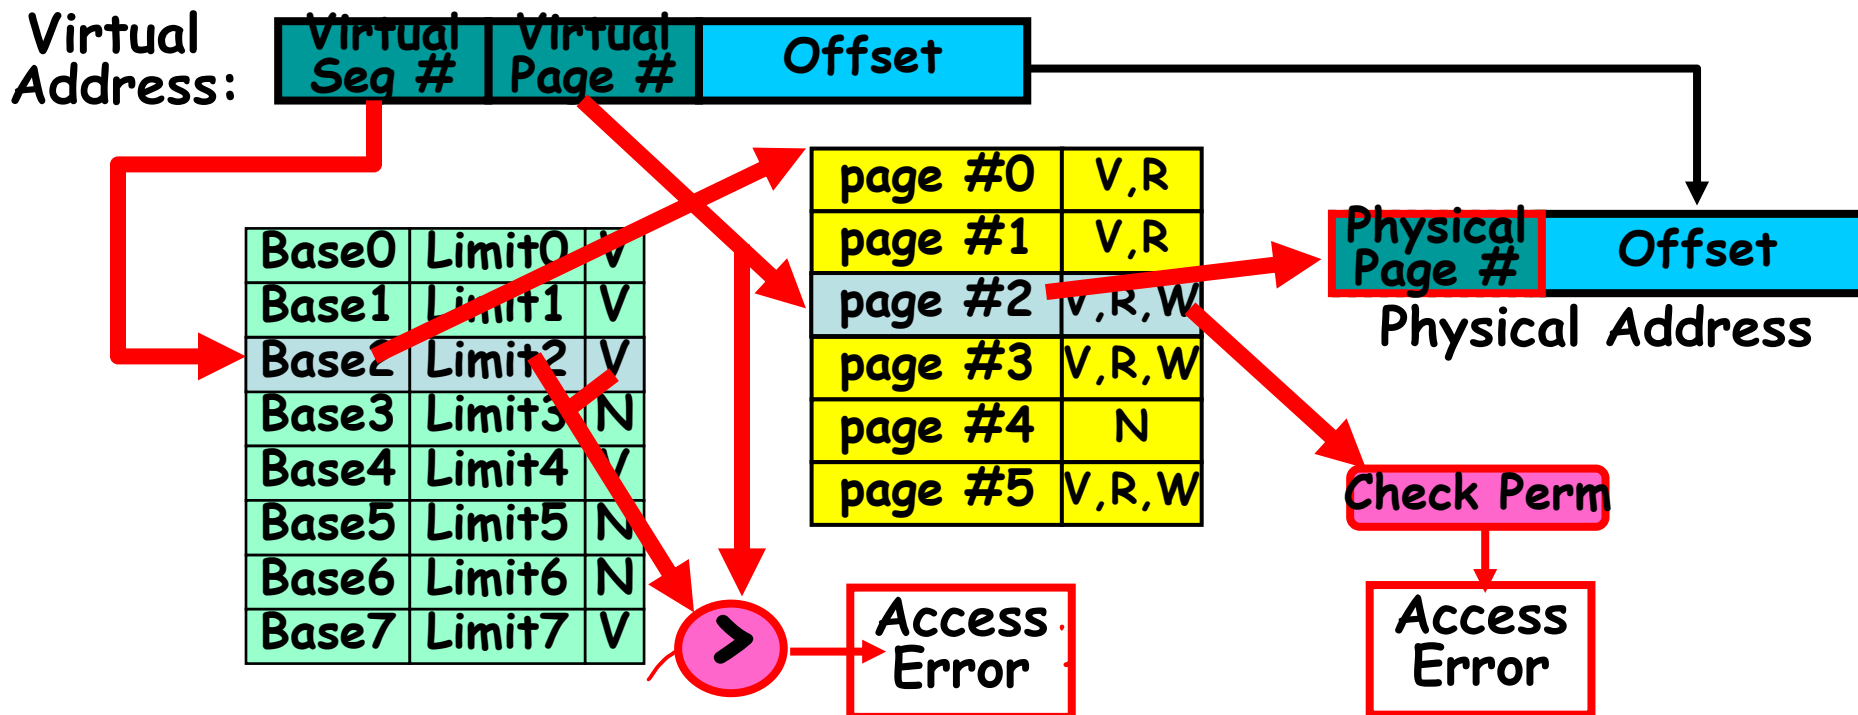 Virtual
Address:
Virtual
Seg #
Virtual
Page #
Offset
Base0 Limit0 V
Base1 Limit1 V
Base2 Limit2 V
Base3 Limit3 N
Base4 Limit4 V
Base5 Limit5 N
Base6 Limit6 N
Base7 Limit7 V
page #0 V,R
page #1 V,R
page #2 V,R,W
page #3 V,R,W
page #4 N
page #5 V,R,W
Physical
Page #
Offset
Physical Address
Check Perm
>
Access
Error
Access
Error